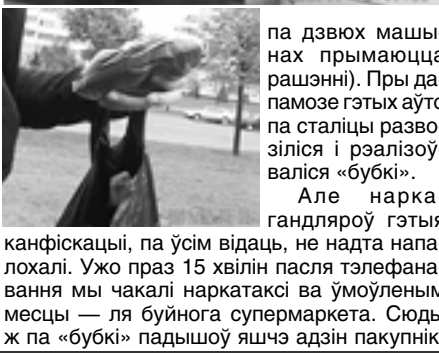 па дзвюх машы-
нах прымаюцца
рашэнні). Пры да-
памозе гэтых аўто
па сталіцы разво-
зіліся і рэалізоў-
валіся «бубкі».
Але нарка-
гандляроў гэтыя
канфіскацыі, па ўсім відаць, не надта напа-
лохалі. Ужо праз 15 хвілін пасля тэлефана-
вання мы чакалі наркатаксі ва ўмоўленым
месцы — ля буйнога супермаркета. Сюды
ж па «бубкі» падышоў яшчэ адзін пакупнік